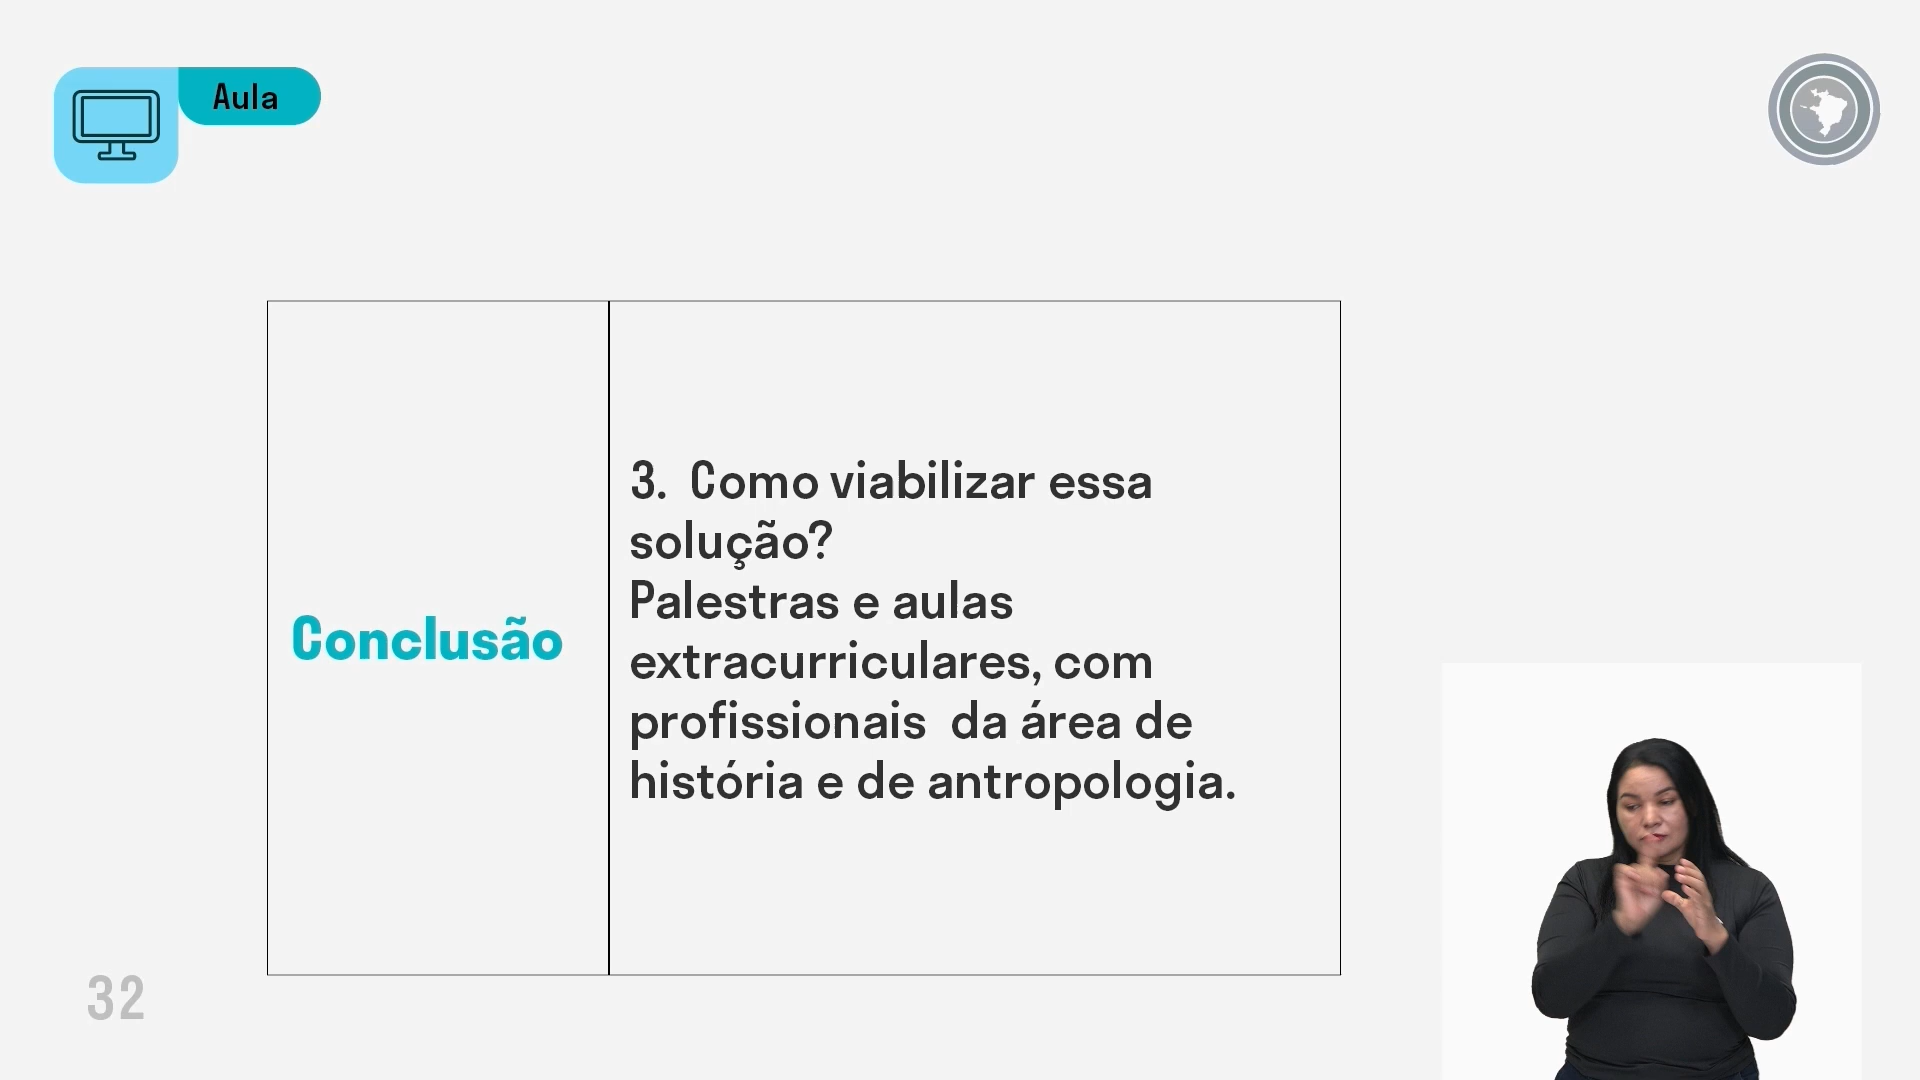 Aula
Conclusão
3. Como viabilizar essa
solução?
Palestras e aulas
extracurriculares, com
profissionais da área de
história e de antropologia.
32